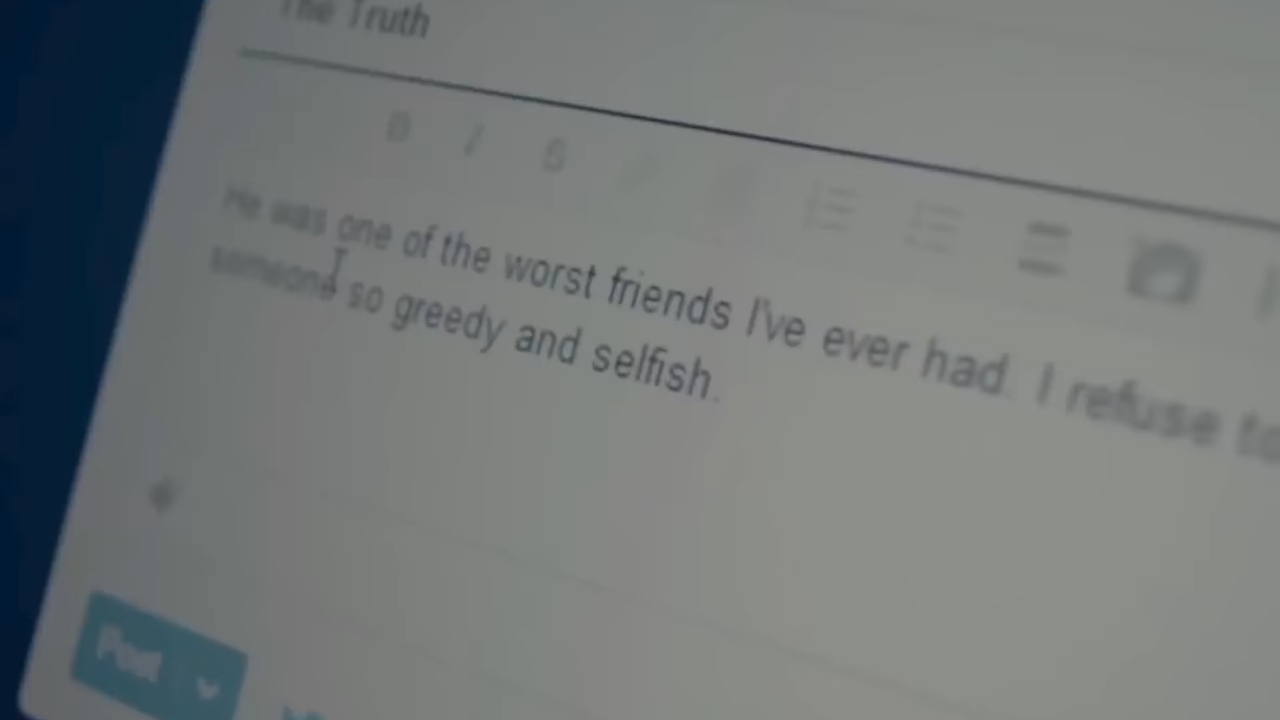 The Truth
B I S
He was one of the worst friends I've ever had. I refuse to
someone so greedy and selfish.
Post